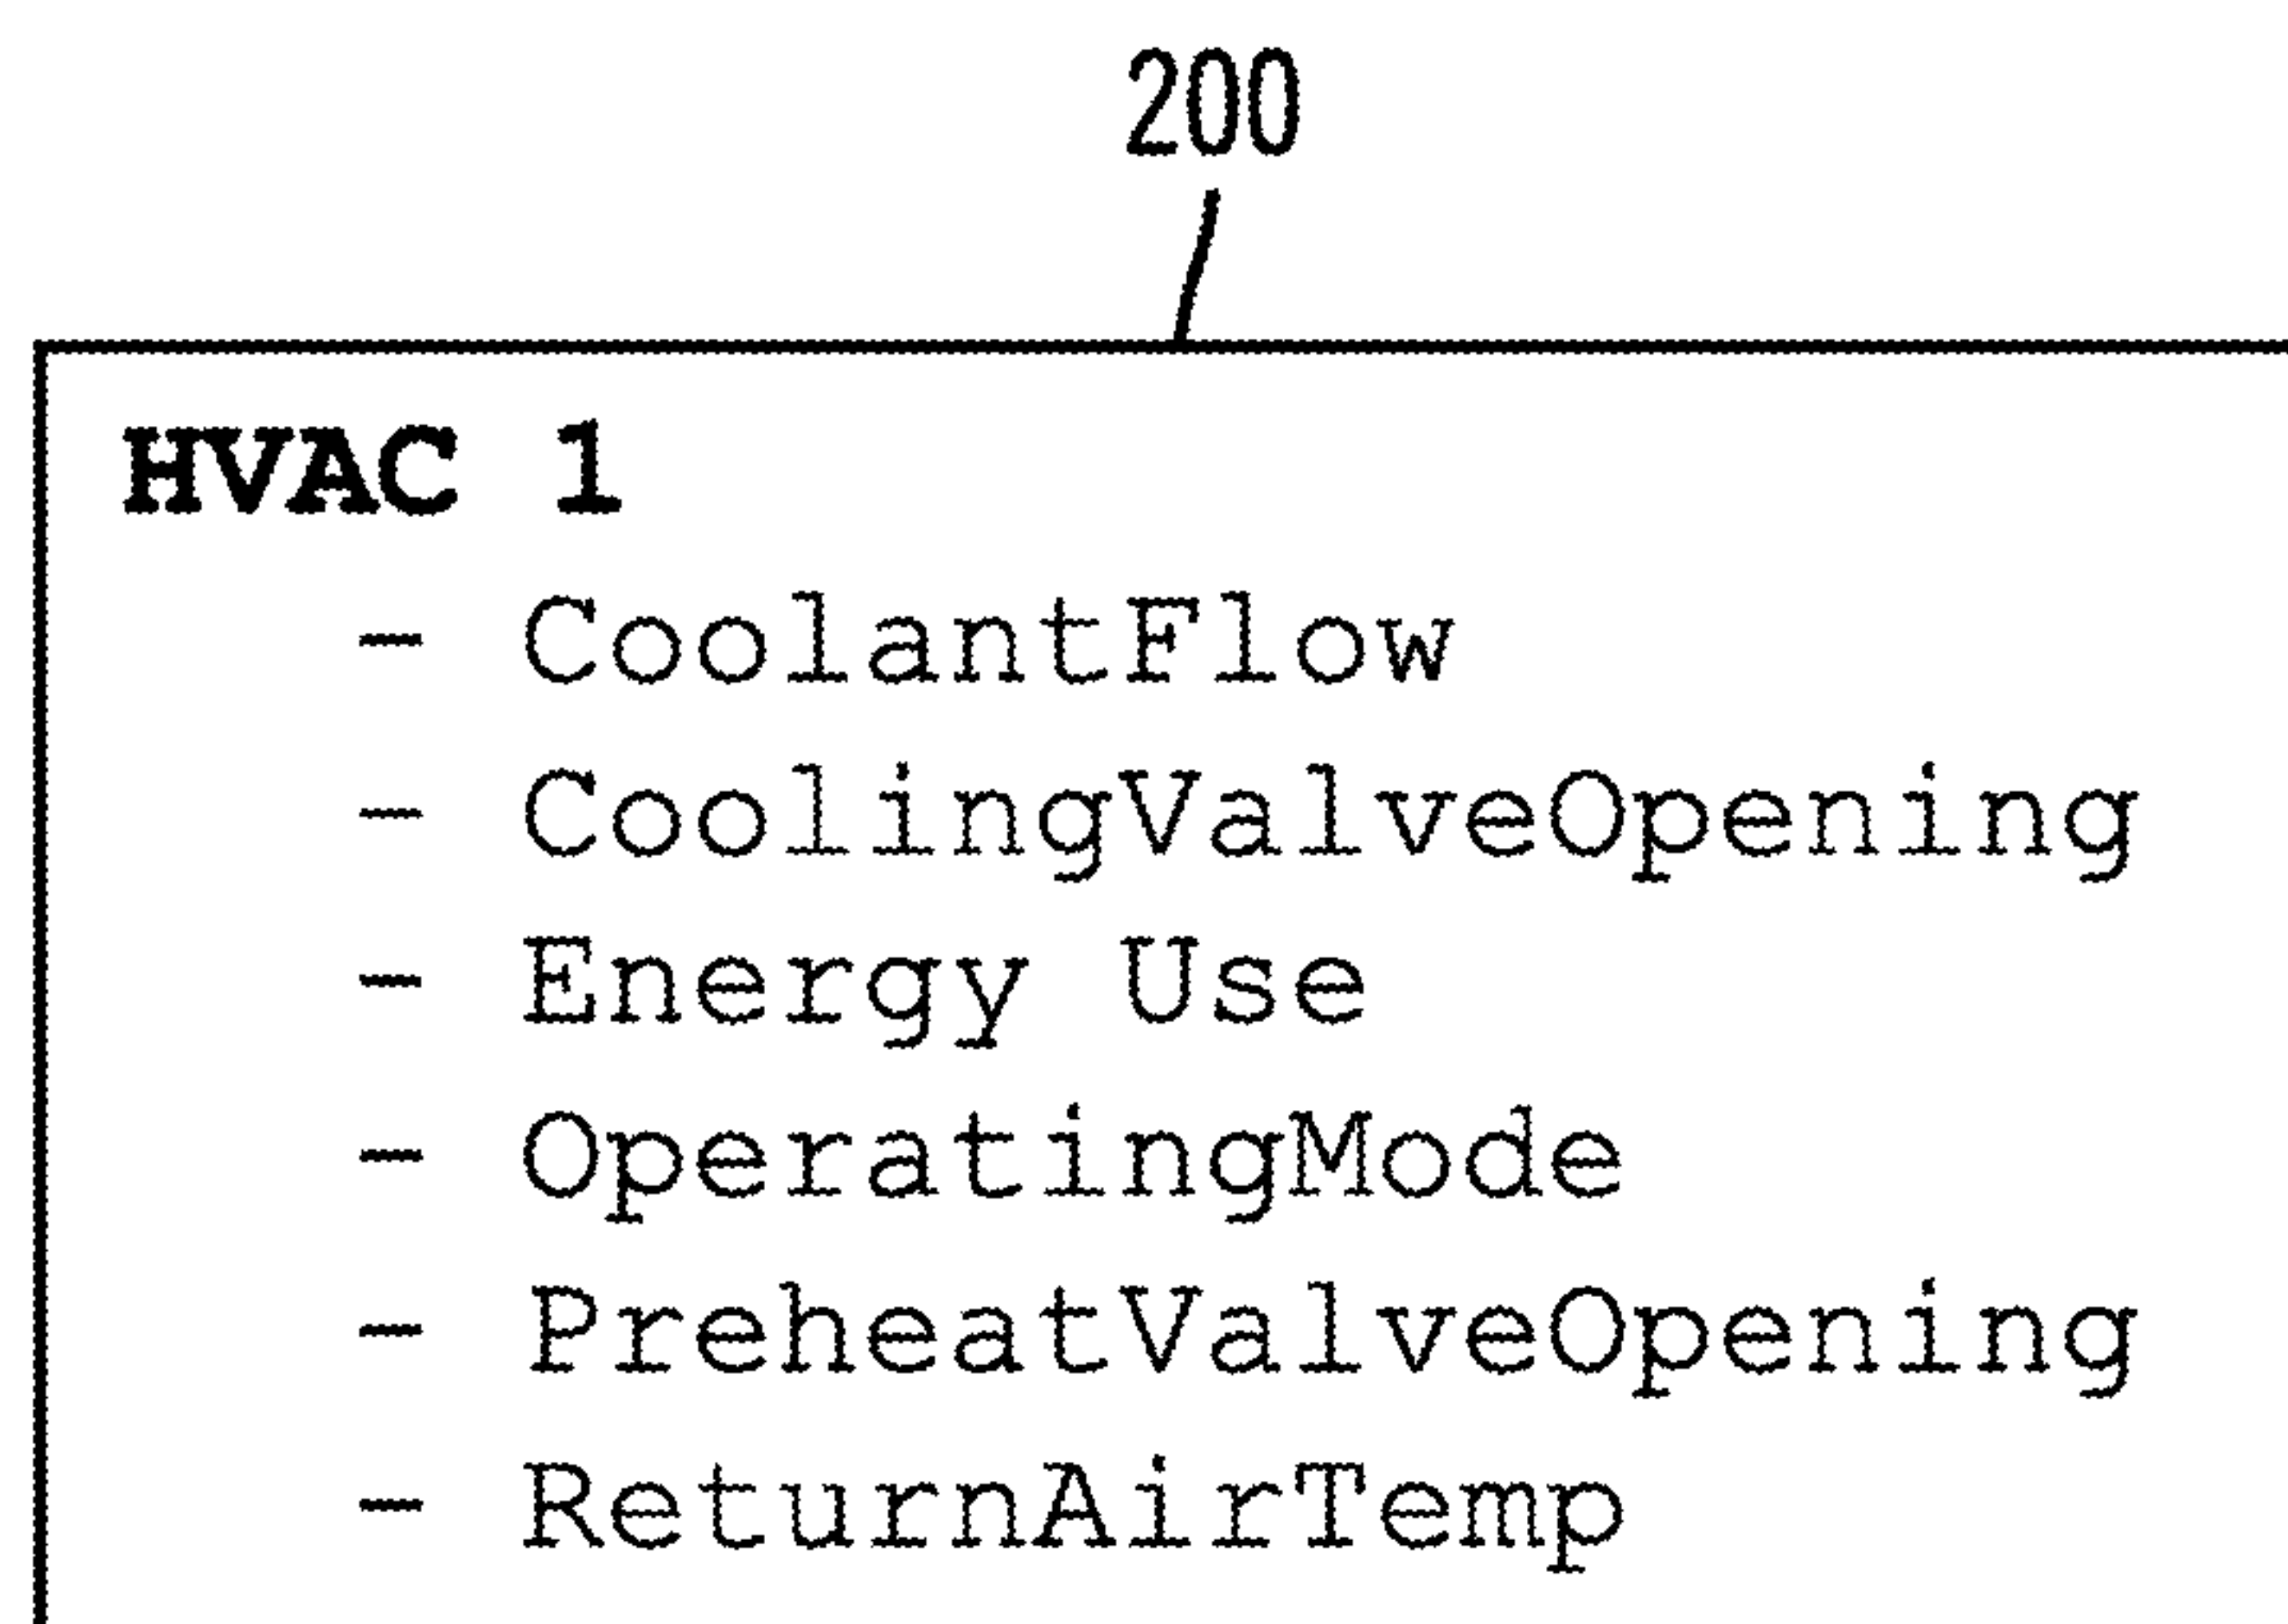 200
HVAC 1
- CoolantFlow
- CoolingValveOpening
- Energy Use
- OperatingMode
- PreheatValveOpening
- ReturnAirTemp